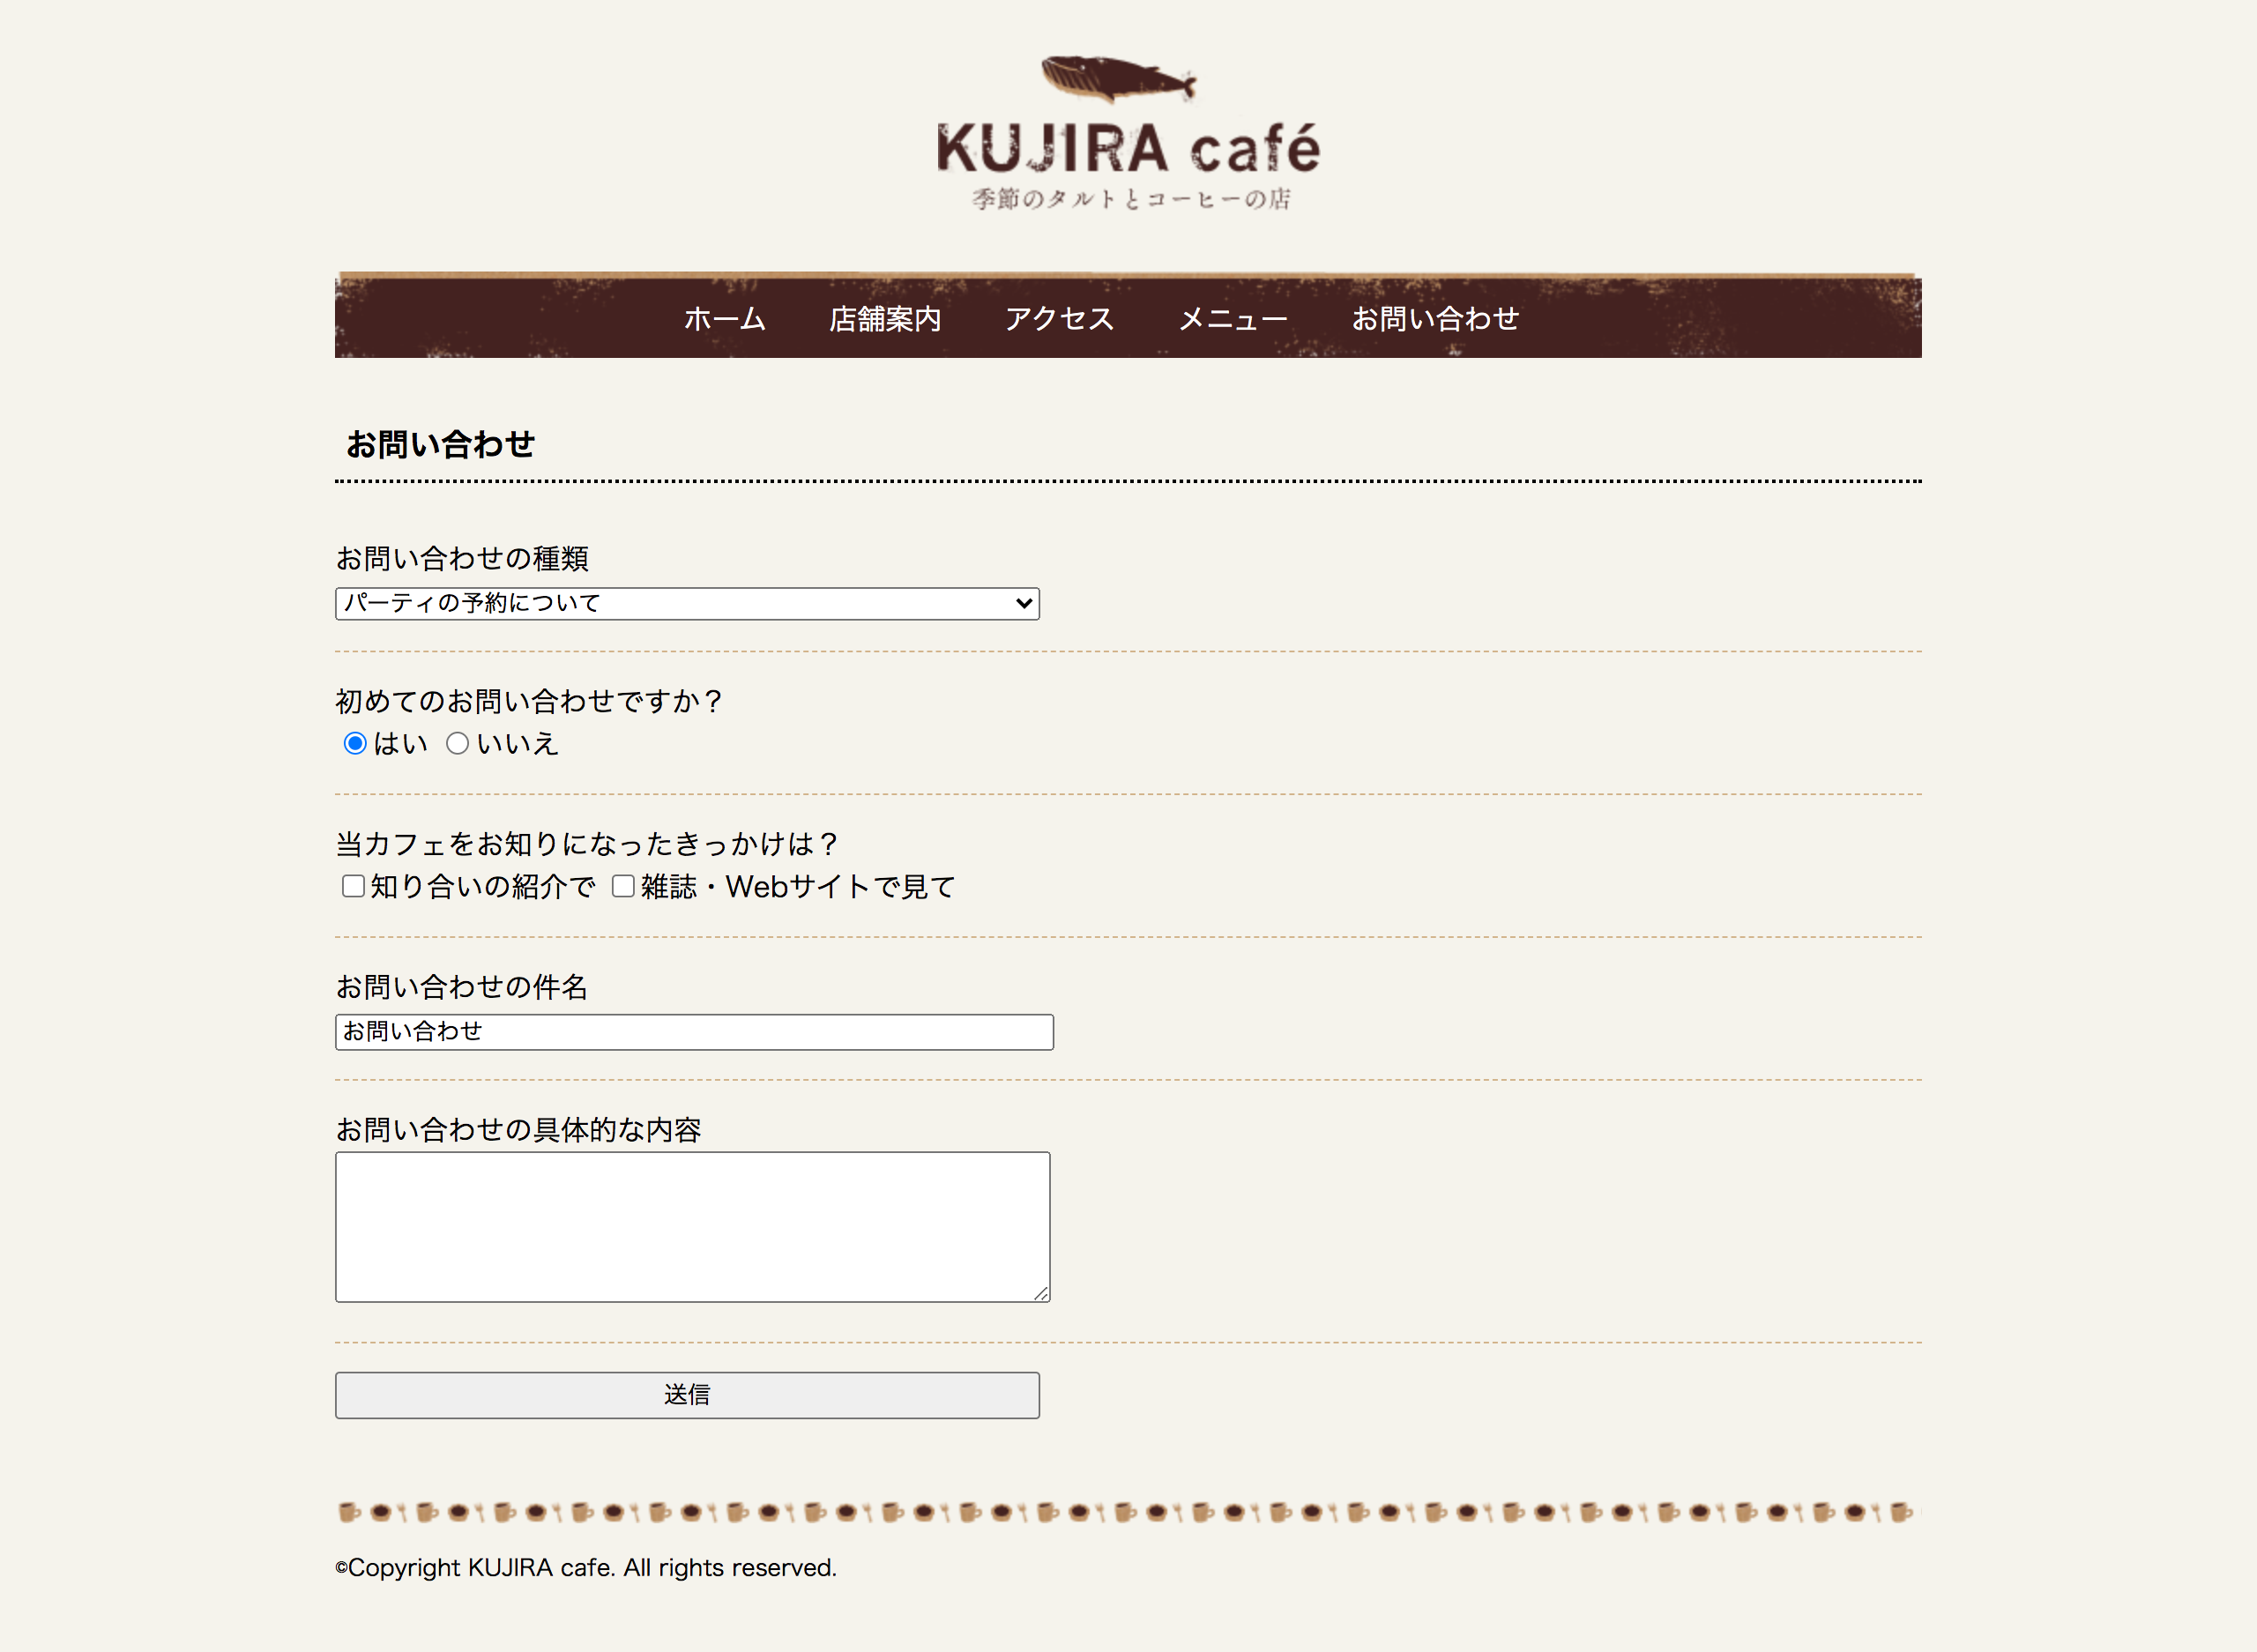 KUJIRA café
季節のタルトとコーヒーの店
ホーム 店舗案内 アクセス メニュー お問い合わせ
お問い合わせ
お問い合わせの種類
パーティの予約について
初めてのお問い合わせですか？
はい いいえ
当カフェをお知りになったきっかけは？
知り合いの紹介で 雑誌・Webサイトで見て
お問い合わせの件名
お問い合わせ
お問い合わせの具体的な内容
送信
©Copyright KUJIRA cafe. All rights reserved.